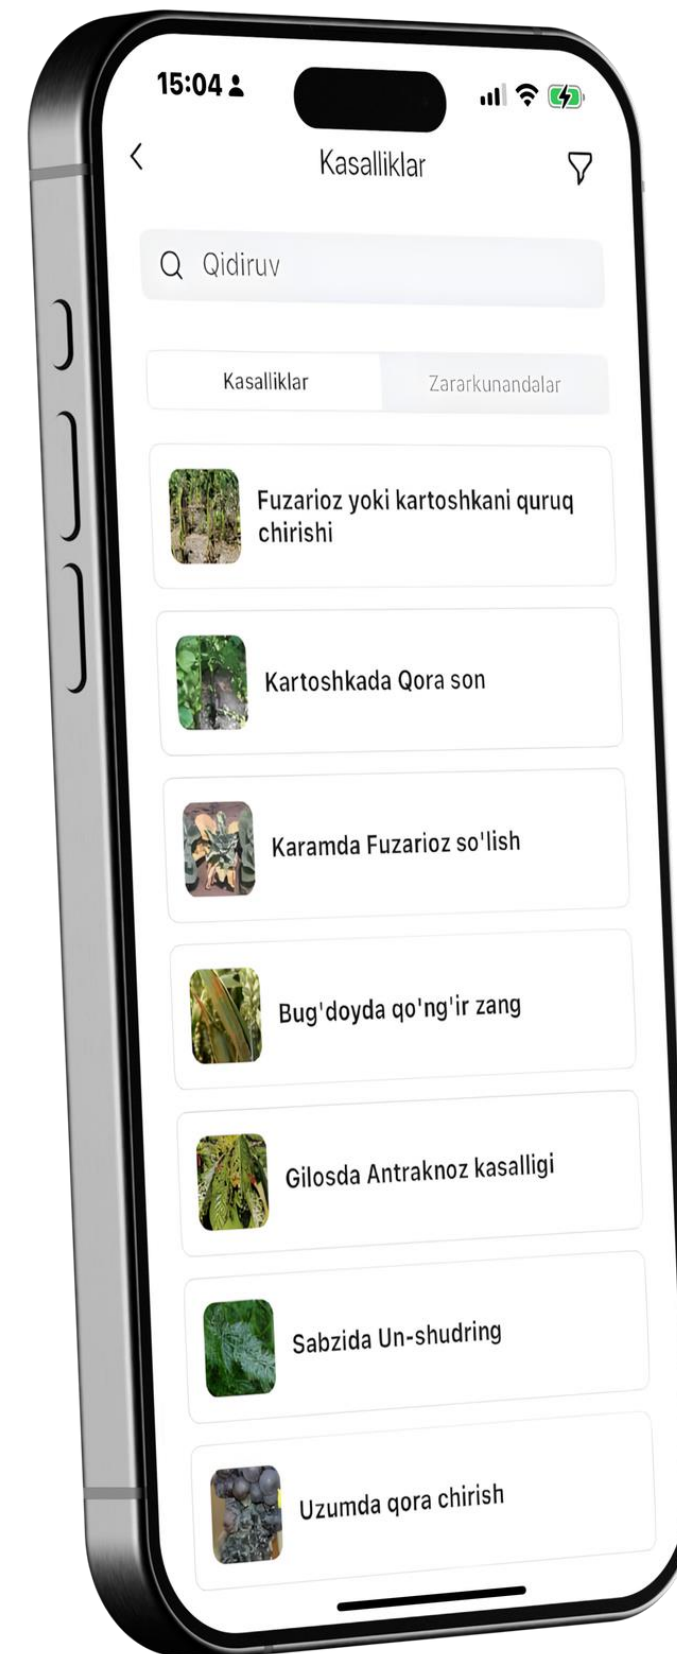 15:04
Kasalliklar
Qidiruv
Kasalliklar
Zararkunandalar
Fuzarioz yoki kartoshkani quruq
chirishi
Kartoshkada Qora son
Karamda Fuzarioz so'lish
Bug'doyda qo'ng'ir zang
Gilosda Antraknoz kasalligi
Sabzida Un-shudring
Uzumda qora chirish